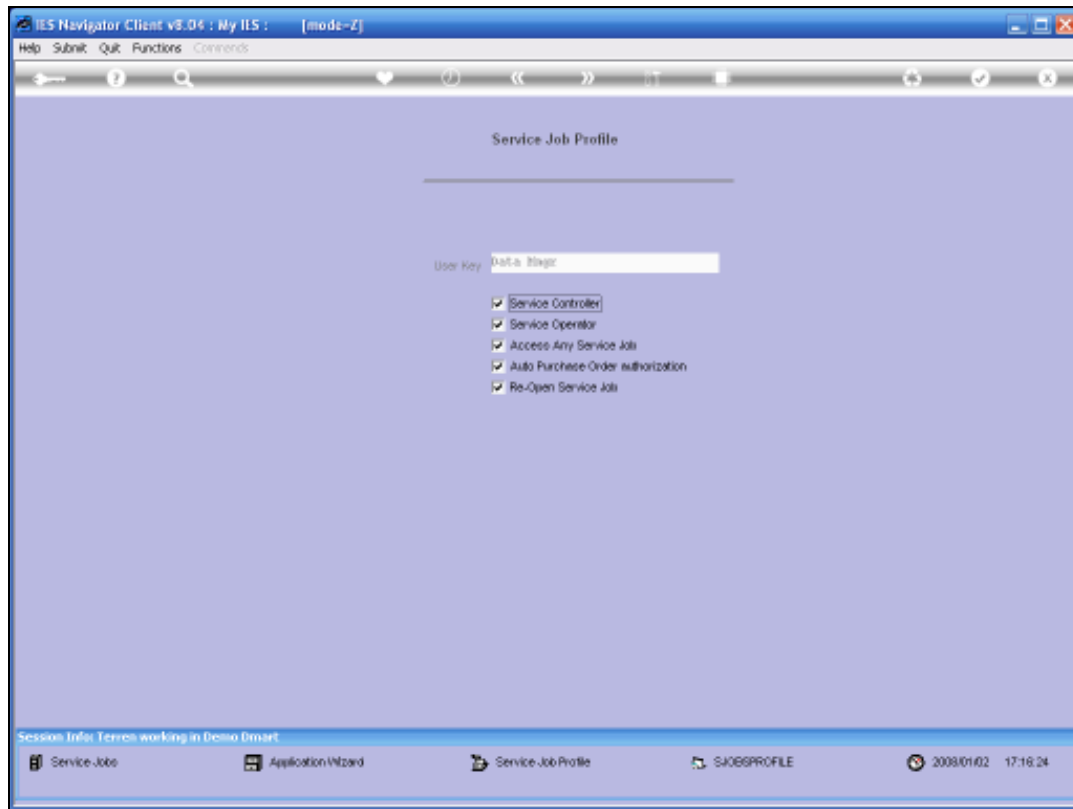 IES Navigator Client v8.04 : My IES : [mode-Z]
Help Submit Quit Functions Commands
Service Job Profile
User Key Data Mngr
Service Controller
Service Operator
Access Any Service Job
Auto Purchase Order authorization
Re-Open Service Job
Session Info: Terren working in Demo Dmart
Service Jobs Application Wizard Service Job Profile SJOBSPROFILE 2008/01/02 17:16:24